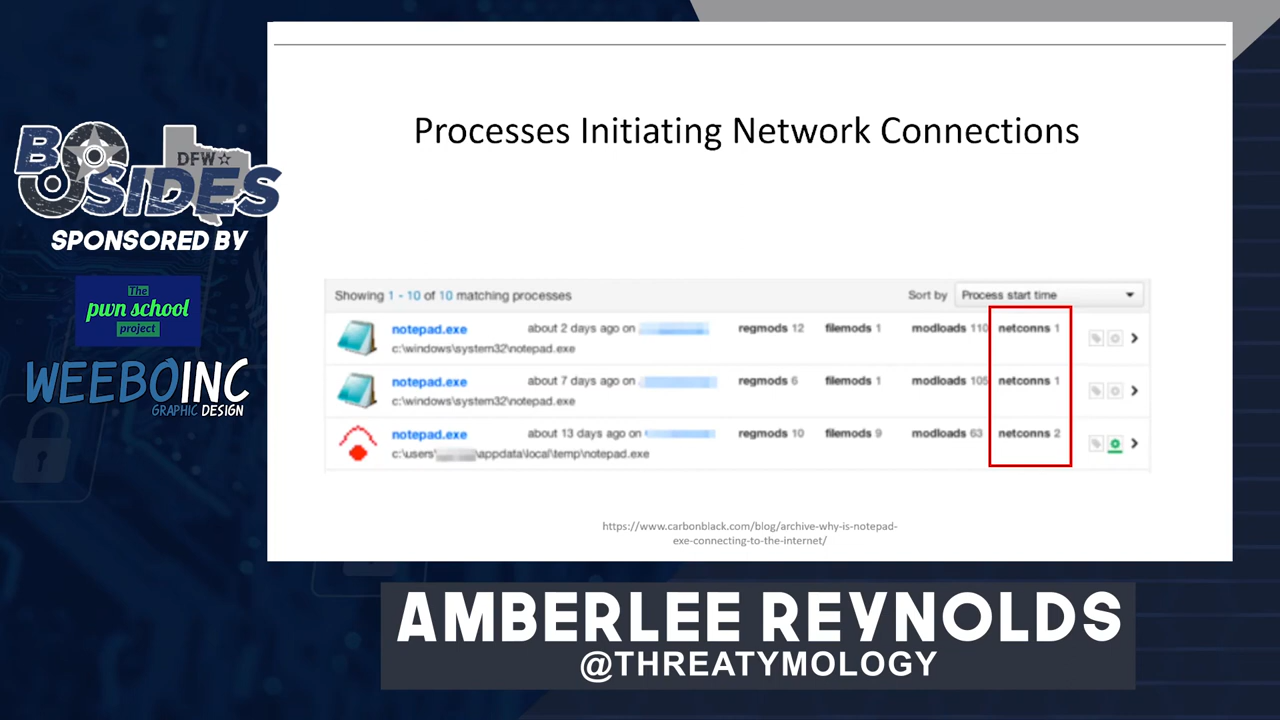 Processes Initiating Network Connections
B SIDES
DFW
SPONSORED BY
The
pwn school
project
WEEBOINC
GRAPHIC DESIGN
Showing 1 - 10 of 10 matching processes Sort by Process start time
notepad.exe about 2 days ago on regmods 12 filemods 1 modloads 110 netconns 1
c:\windows\system32\notepad.exe
notepad.exe about 7 days ago on regmods 6 filemods 1 modloads 105 netconns 1
c:\windows\system32\notepad.exe
notepad.exe about 13 days ago on regmods 10 filemods 9 modloads 63 netconns 2
c:\users\ \appdata\local\temp\notepad.exe
https://www.carbonblack.com/blog/archive-why-is-notepad-
exe-connecting-to-the-internet/
AMBERLEE REYNOLDS
@THREATYMOLOGY